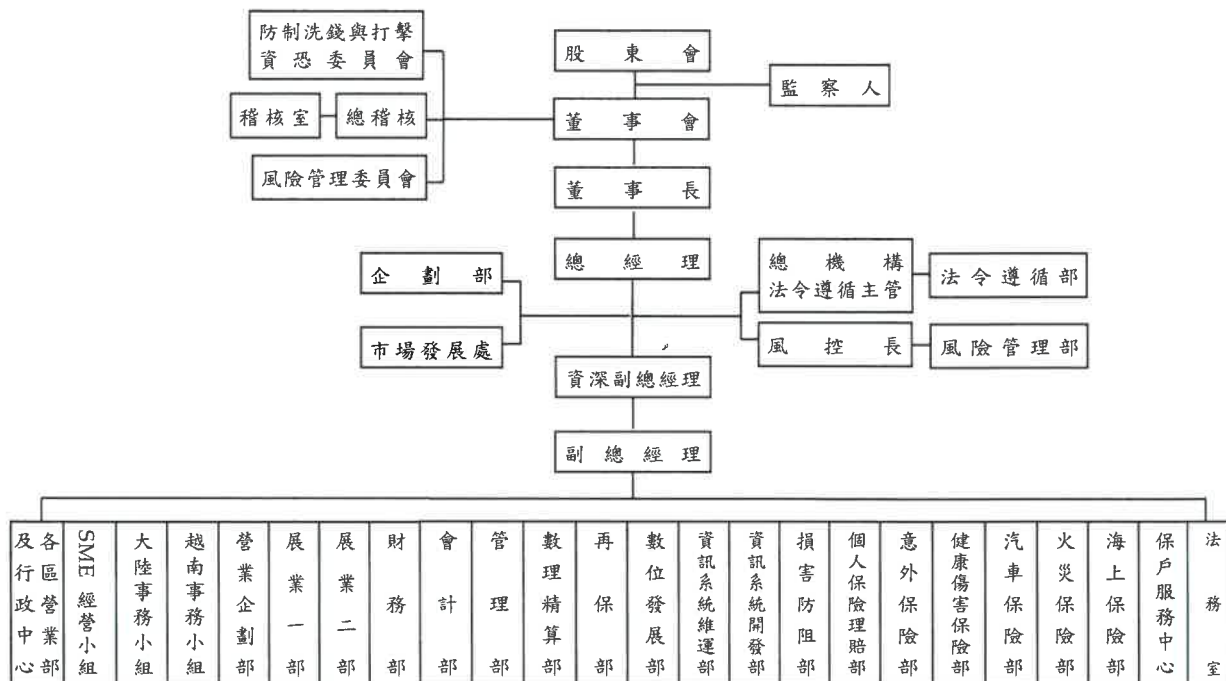 防制洗錢與打擊
資恐委員會
股東會
監察人
稽核室
總稽核
董事會
風險管理委員會
董事長
總經理
企劃部
總機構
法令遵循主管
法令遵循部
市場發展處
風控長
風險管理部
資深副總經理
副總經理
各區營業部
及行政中心
SME 經營小組
大陸事務小組
越南事務小組
營業企劃部
展業一部
展業二部
財務部
會計部
管理部
數理精算部
再保部
數位發展部
資訊系統維運部
資訊系統開發部
損害防阻部
個人保險理賠部
意外保險部
健康傷害保險部
汽車保險部
火災保險部
海上保險部
保戶服務中心
法務室